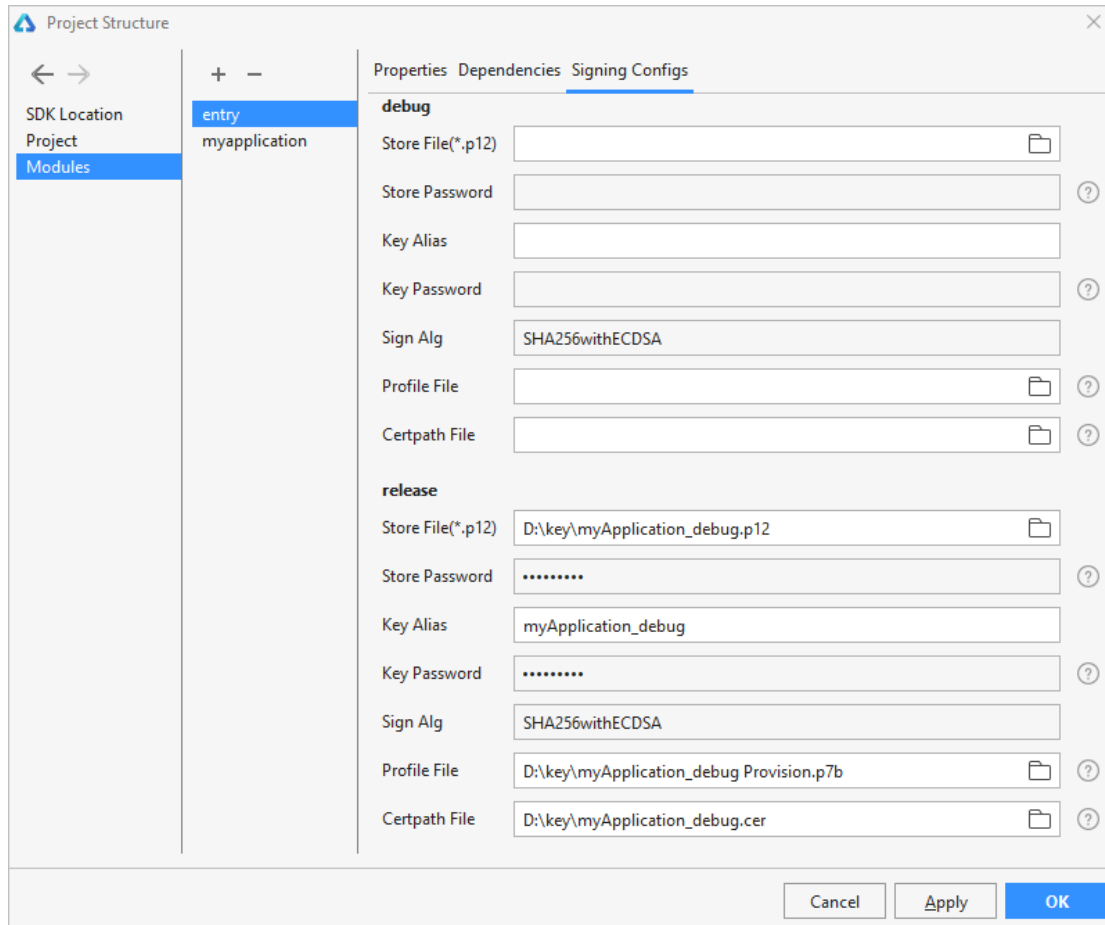 Project Structure
Properties Dependencies Signing Configs
SDK Location
Project
Modules
entry
myapplication
debug
Store File(*.p12)
Store Password
Key Alias
Key Password
Sign Alg SHA256withECDSA
Profile File
Certpath File
release
Store File(*.p12) D:\key\myApplication_debug.p12
Store Password •••••••••
Key Alias myApplication_debug
Key Password •••••••••
Sign Alg SHA256withECDSA
Profile File D:\key\myApplication_debug Provision.p7b
Certpath File D:\key\myApplication_debug.cer
Cancel Apply OK